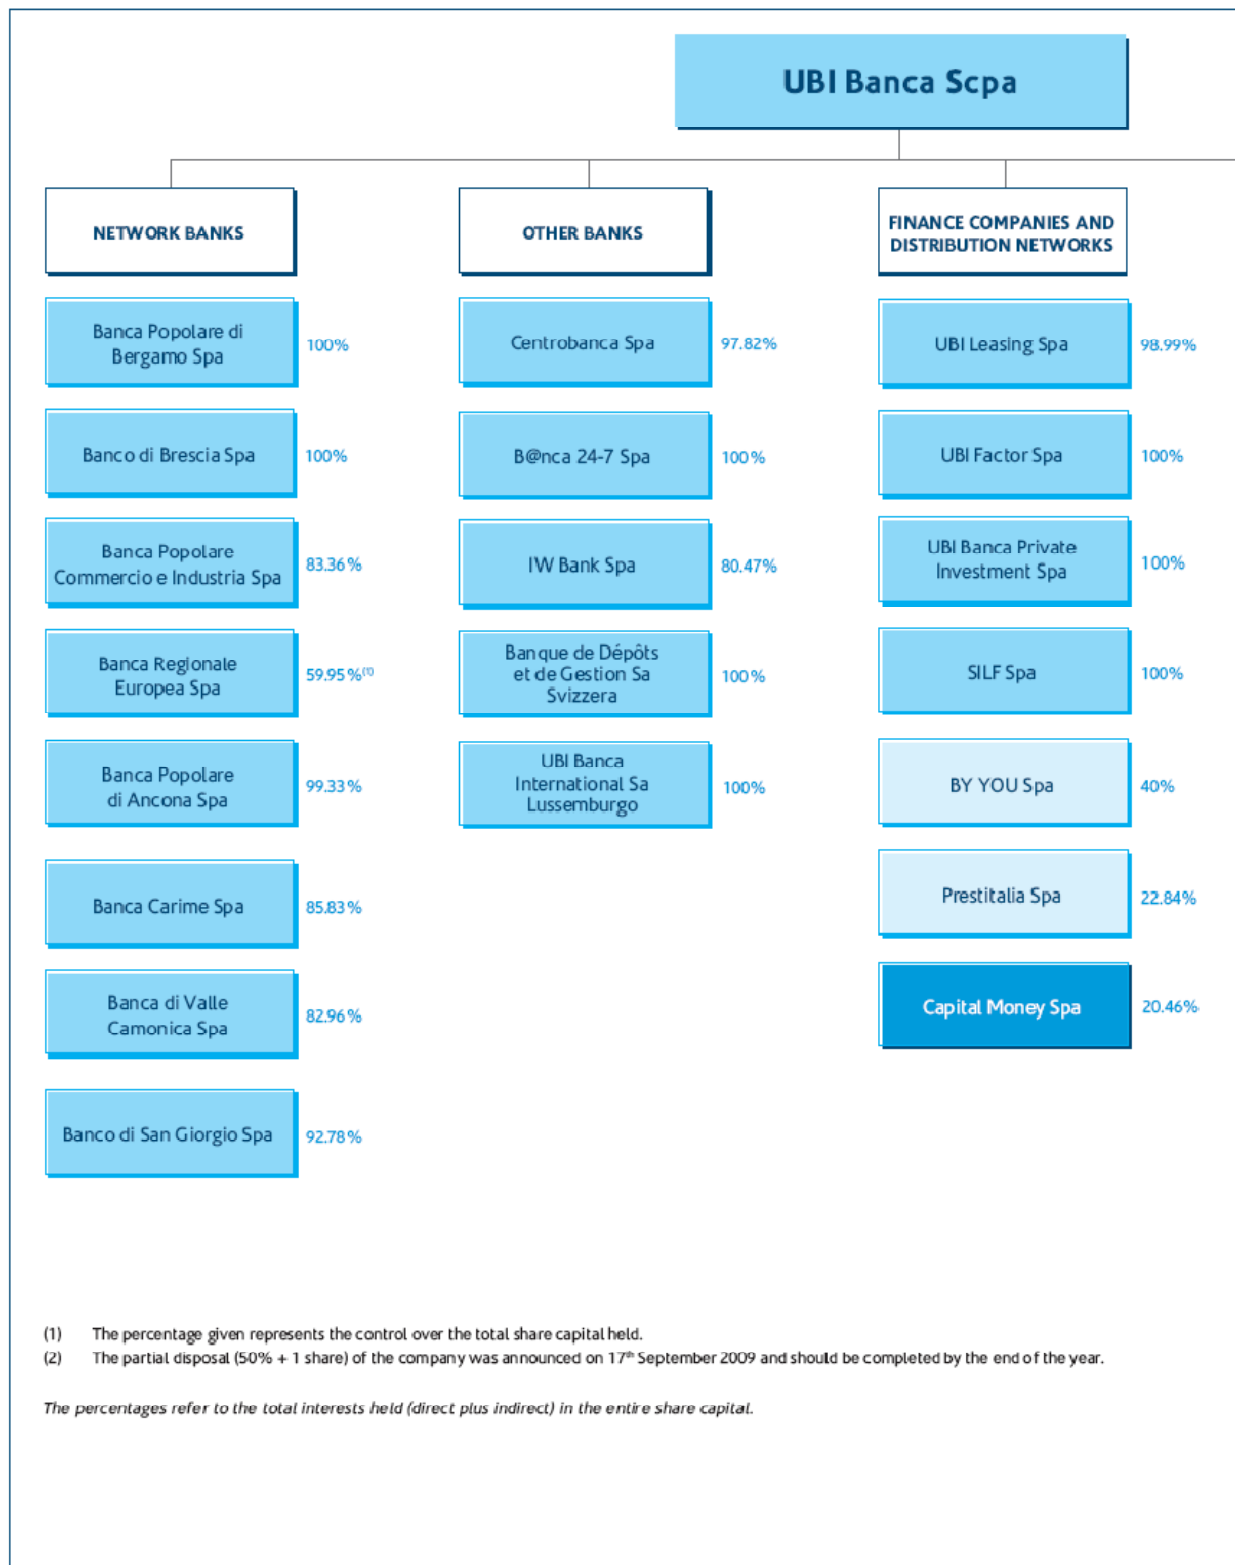 UBI Banca Scpa
NETWORK BANKS
Banca Popolare di
Bergamo Spa
100%
Banco di Brescia Spa
100%
Banca Popolare
Commercio e Industria Spa
83.36%
Banca Regionale
Europea Spa
59.95%(1)
Banca Popolare
di Ancona Spa
99.33%
Banca Carime Spa
85.83%
Banca di Valle
Camonica Spa
82.96%
Banco di San Giorgio Spa
92.78%
OTHER BANKS
Centrobanca Spa
97.82%
B@nca 24-7 Spa
100%
IW Bank Spa
80.47%
Banque de Dépôts
et de Gestion Sa
Svizzera
100%
UBI Banca
International Sa
Lussemburgo
100%
FINANCE COMPANIES AND
DISTRIBUTION NETWORKS
UBI Leasing Spa
98.99%
UBI Factor Spa
100%
UBI Banca Private
Investment Spa
100%
SILF Spa
100%
BY YOU Spa
40%
Prestitalia Spa
22.84%
Capital Money Spa
20.46%
(1) The percentage given represents the control over the total share capital held.
(2) The partial disposal (50% + 1 share) of the company was announced on 17th September 2009 and should be completed by the end of the year.
The percentages refer to the total interests held (direct plus indirect) in the entire share capital.